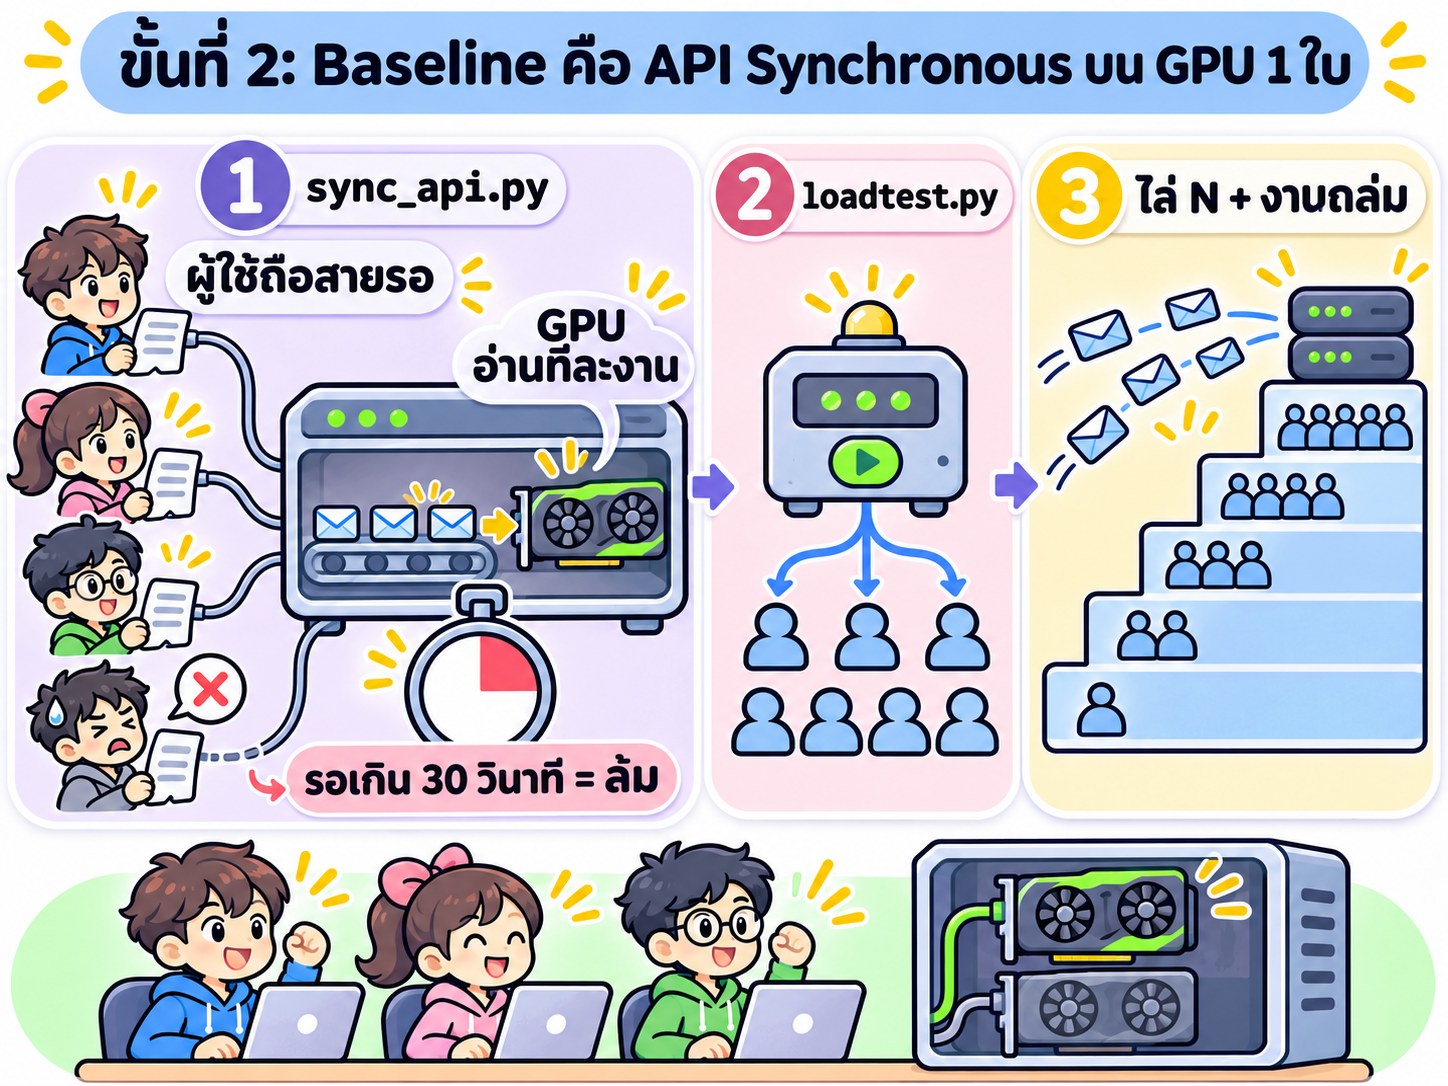 ขั้นที่ 2: Baseline คือ API Synchronous บน GPU 1 ใบ
1 sync_api.py
ผู้ใช้ถือสายรอ
GPU
อ่านทีละงาน
รอเกิน 30 วินาที = ล้ม
2 loadtest.py
3 ไล่ N + งานถล่ม